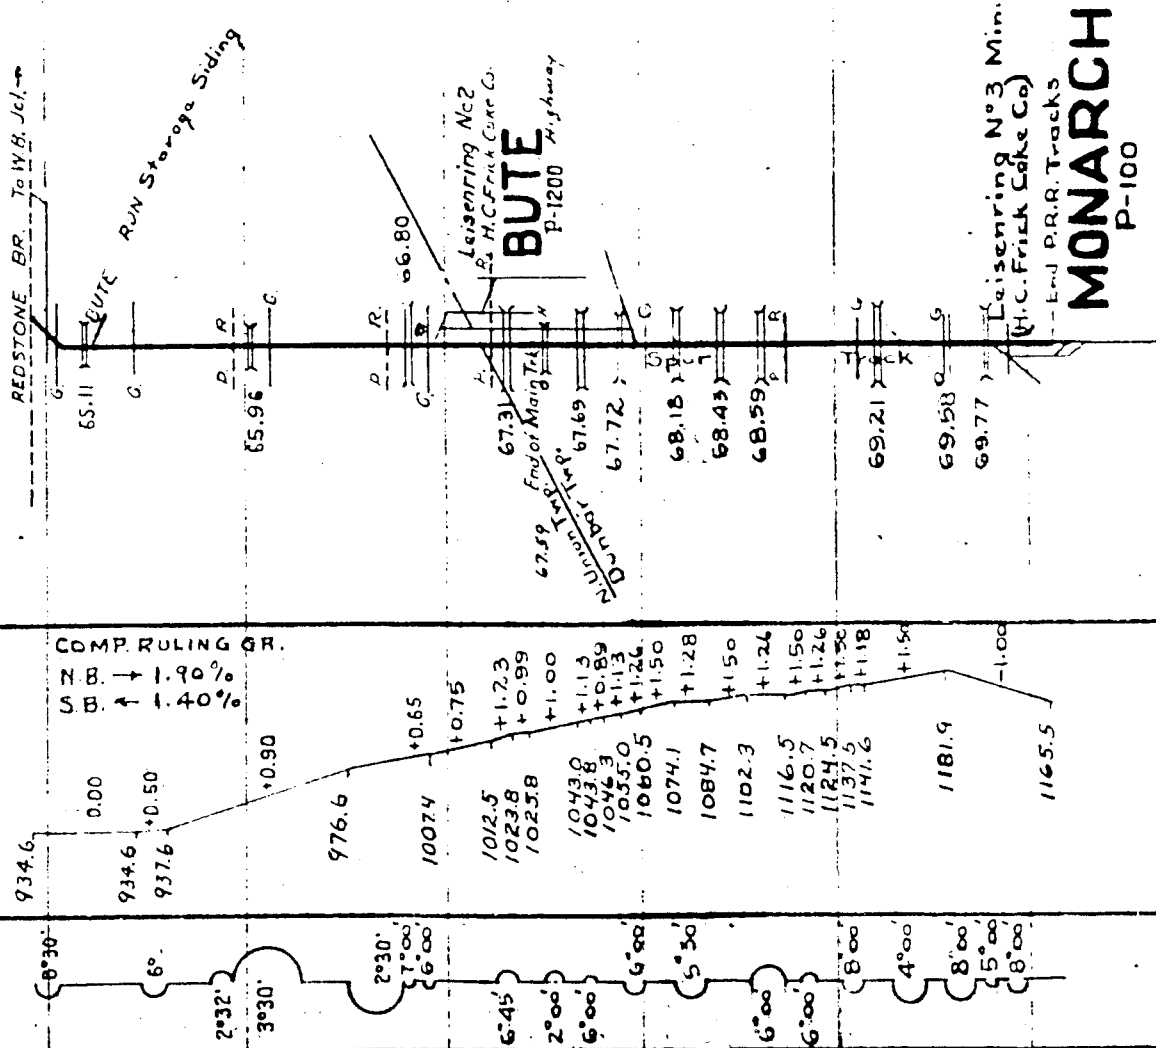 REDSTONE BR. To W.B. Jct.
BUTE RUN Storage Siding
G.
65.11
G.
P. R.
65.96
G.
P. R.
66.80
G.
Leisenring No2
H.C.Frick Coke Co.
BUTE
P-1200
Highway
67.31
End of Main Trk
67.59
67.69
67.72
N. Union Twp.
Dunbar Twp.
G
Spur Track
68.18
68.43
68.59
P R
G
69.21
G
69.58
69.77
Leisenring N°3 Min.
(H.C. Frick Coke Co)
End P.R.R. Tracks
MONARCH
P-100
COMP. RULING GR.
N.B. → 1.90%
S.B. ← 1.40%
0.00
+0.50
+0.90
+0.65
+0.75
+1.73
+0.99
+1.00
+1.13
+0.89
+1.13
+1.26
+1.50
+1.28
+1.50
+1.26
+1.50
+1.26
+1.50
+1.18
+1.50
-1.00
934.6
934.6
937.6
976.6
1007.4
1012.5
1023.8
1025.8
1043.0
1043.8
1046.3
1055.0
1060.5
1074.1
1084.7
1102.3
1116.5
1120.7
1124.5
1137.5
1141.6
1181.9
1165.5
8°30'
6°
2°32'
3°30'
2°30'
7°00'
6°00'
6°45'
2°00'
6°00'
6°00'
5°30'
6°00'
6°00'
8°00'
4°00'
8°00'
5°00'
8°00'